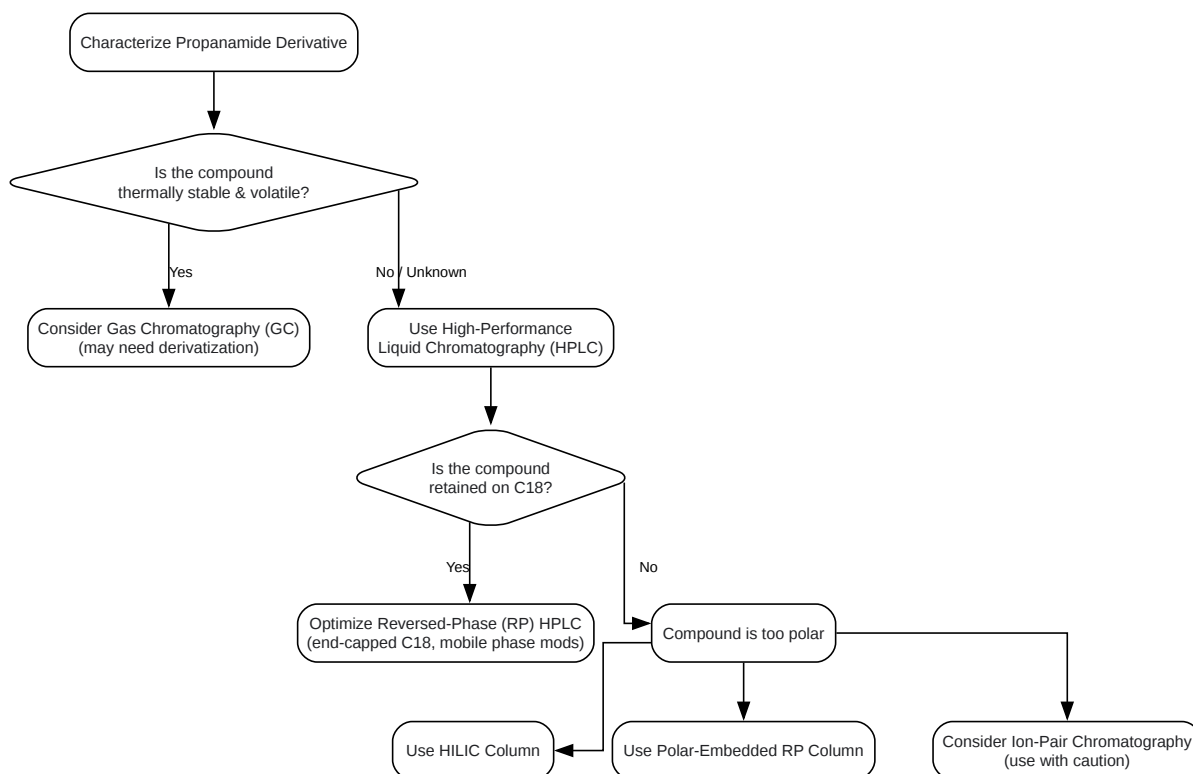 Characterize Propanamide Derivative
Is the compound
thermally stable & volatile?
Yes
No / Unknown
Consider Gas Chromatography (GC)
(may need derivatization)
Use High-Performance
Liquid Chromatography (HPLC)
Is the compound
retained on C18?
Yes
No
Optimize Reversed-Phase (RP) HPLC
(end-capped C18, mobile phase mods)
Compound is too polar
Use HILIC Column
Use Polar-Embedded RP Column
Consider Ion-Pair Chromatography
(use with caution)